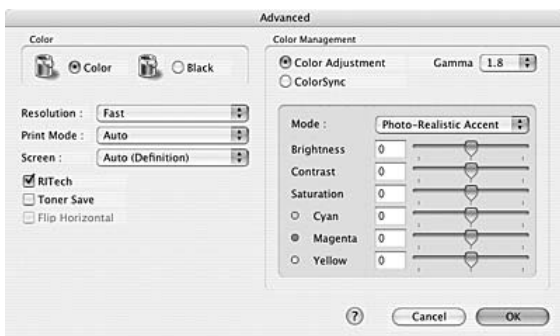 Advanced
Color
Color
Black
Resolution :
Fast
Print Mode :
Auto
Screen :
Auto (Definition)
RITech
Toner Save
Flip Horizontal
Color Management
Color Adjustment
Gamma
1.8
ColorSync
Mode :
Photo-Realistic Accent
Brightness
0
Contrast
0
Saturation
0
Cyan
0
Magenta
0
Yellow
0
?
Cancel
OK